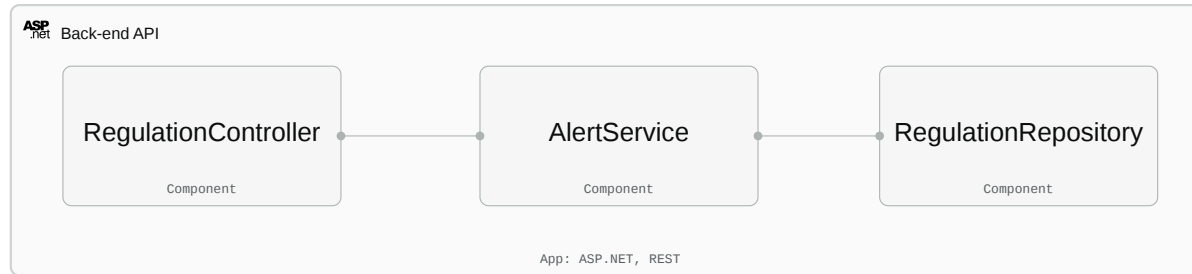 ASP
.net
Back-end API
RegulationController
AlertService
RegulationRepository
Component
Component
Component
App: ASP.NET, REST